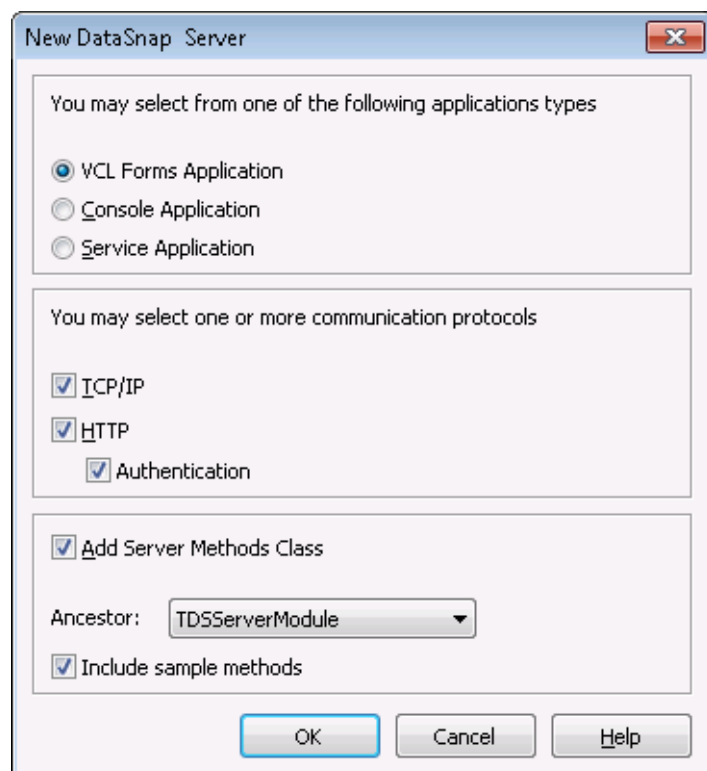 New DataSnap  Server
You may select from one of the following applications types
VCL Forms Application
Console Application
Service Application
You may select one or more communication protocols
TCP/IP
HTTP
Authentication
Add Server Methods Class
Ancestor: TDSServerModule
Include sample methods
OK Cancel Help